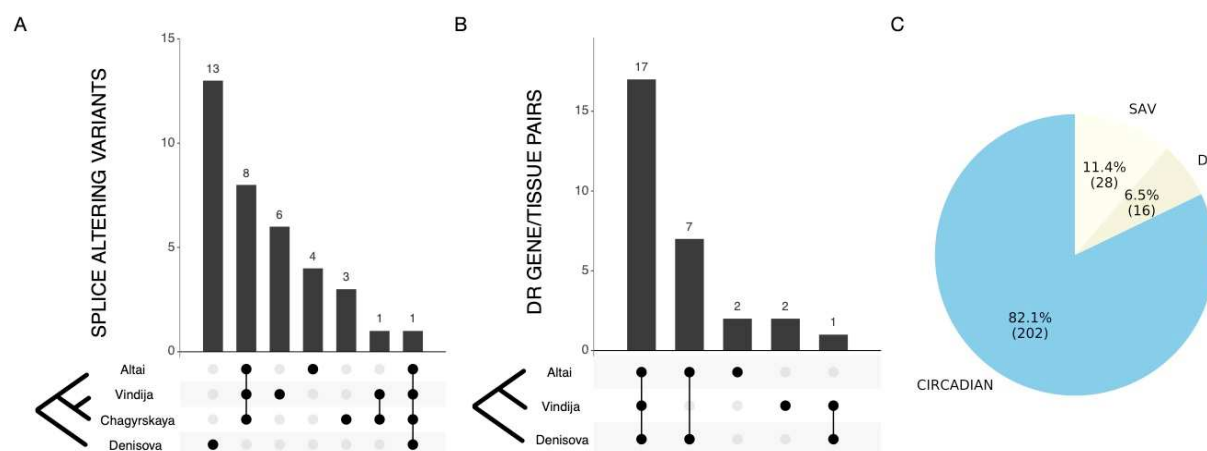 A
SPLICE ALTERING VARIANTS
15
10
5
0
13
8
6
4
3
1
1
Altai
Vindija
Chagyrskaya
Denisova
B
DR GENE/TISSUE PAIRS
15
10
5
0
17
7
2
2
1
Altai
Vindija
Denisova
C
SAV
11.4%
(28)
D
6.5%
(16)
82.1%
(202)
CIRCADIAN